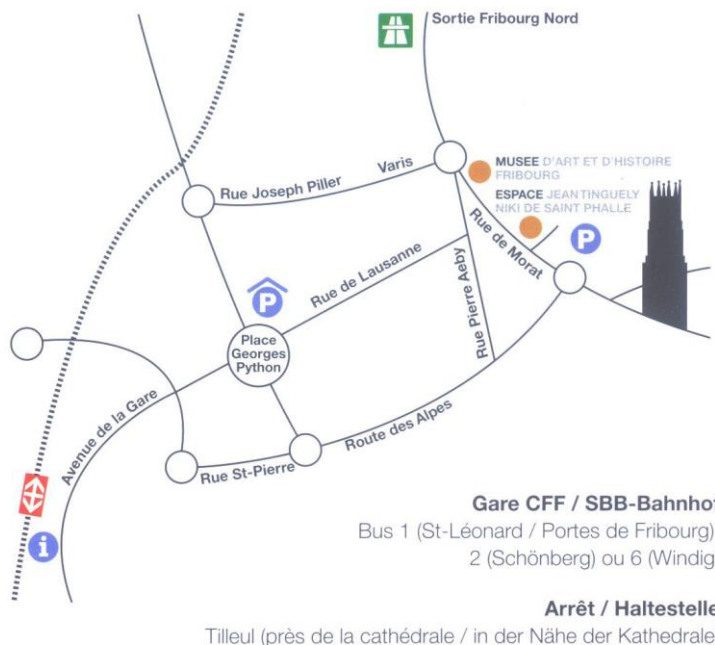 Sortie Fribourg Nord
MUSEE D'ART ET D'HISTOIRE
FRIBOURG
ESPACE JEAN TINGUELY
NIKI DE SAINT PHALLE
Varis
Rue Joseph Piller
Rue de Morat
P
Rue de Lausanne
Rue Pierre Aeby
P
Place
Georges
Python
Avenue de la Gare
Route des Alpes
Rue St-Pierre
i
Gare CFF / SBB-Bahnhof
Bus 1 (St-Léonard / Portes de Fribourg)
2 (Schönberg) ou 6 (Windig
Arrêt / Haltestelle
Tilleul (près de la cathédrale / in der Nähe der Kathedrale